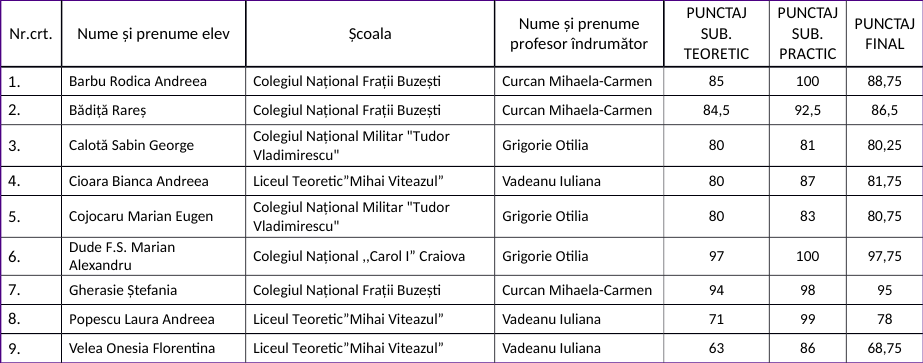 Nr.crt. Nume și prenume elev Școala Nume și prenume profesor îndrumător PUNCTAJ SUB. TEORETIC PUNCTAJ SUB. PRACTIC PUNCTAJ FINAL
1. Barbu Rodica Andreea Colegiul Național Frații Buzești Curcan Mihaela-Carmen 85 100 88,75
2. Bădiță Rareș Colegiul Național Frații Buzești Curcan Mihaela-Carmen 84,5 92,5 86,5
3. Calotă Sabin George Colegiul Național Militar "Tudor Vladimirescu" Grigorie Otilia 80 81 80,25
4. Cioara Bianca Andreea Liceul Teoretic”Mihai Viteazul” Vadeanu Iuliana 80 87 81,75
5. Cojocaru Marian Eugen Colegiul Național Militar "Tudor Vladimirescu" Grigorie Otilia 80 83 80,75
6. Dude F.S. Marian Alexandru Colegiul Național ,,Carol I” Craiova Grigorie Otilia 97 100 97,75
7. Gherasie Ștefania Colegiul Național Frații Buzești Curcan Mihaela-Carmen 94 98 95
8. Popescu Laura Andreea Liceul Teoretic”Mihai Viteazul” Vadeanu Iuliana 71 99 78
9. Velea Onesia Florentina Liceul Teoretic”Mihai Viteazul” Vadeanu Iuliana 63 86 68,75